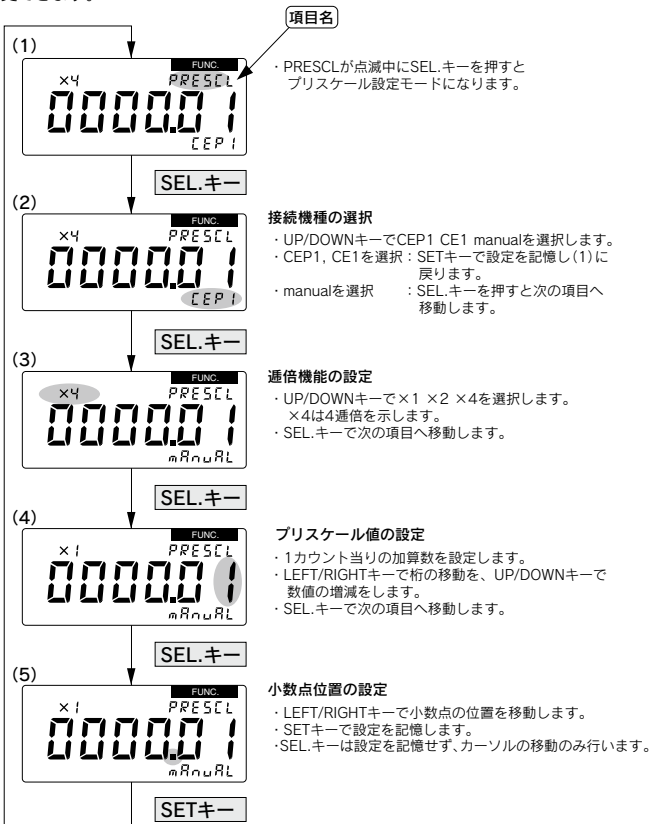 項目名
(1)
FUNC.
×4 PRESCL
0000.01
CEP1
・PRESCLが点滅中にSEL.キーを押すと
プリスケール設定モードになります。
SEL.キー
(2)
FUNC.
×4 PRESCL
0000.01
CEP1
接続機種の選択
・UP/DOWNキーでCEP1 CE1 manualを選択します。
・CEP1, CE1を選択：SETキーで設定を記憶し(1)に
戻ります。
・manualを選択　：SEL.キーを押すと次の項目へ
移動します。
SEL.キー
(3)
FUNC.
×4 PRESCL
0000.01
mAnuAL
逓倍機能の設定
・UP/DOWNキーで×1 ×2 ×4を選択します。
×4は4逓倍を示します。
・SEL.キーで次の項目へ移動します。
SEL.キー
(4)
FUNC.
×1 PRESCL
0000.01
mAnuAL
プリスケール値の設定
・1カウント当りの加算数を設定します。
・LEFT/RIGHTキーで桁の移動を、UP/DOWNキーで
数値の増減をします。
・SEL.キーで次の項目へ移動します。
SEL.キー
(5)
FUNC.
×1 PRESCL
0000.01
mAnuAL
小数点位置の設定
・LEFT/RIGHTキーで小数点の位置を移動します。
・SETキーで設定を記憶します。
・SEL.キーは設定を記憶せず、カーソルの移動のみ行います。
SETキー